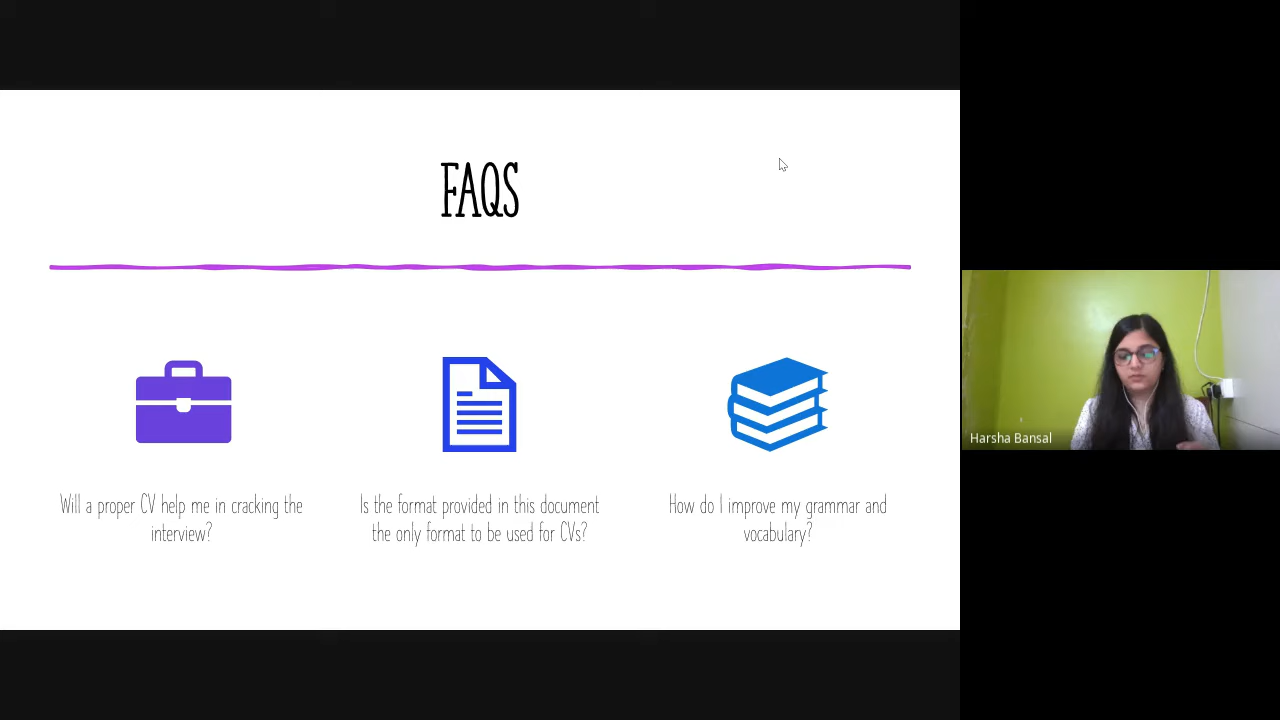 FAQS
Will a proper CV help me in cracking the
interview?
Is the format provided in this document
the only format to be used for CVs?
How do I improve my grammar and
vocabulary?
Harsha Bansal